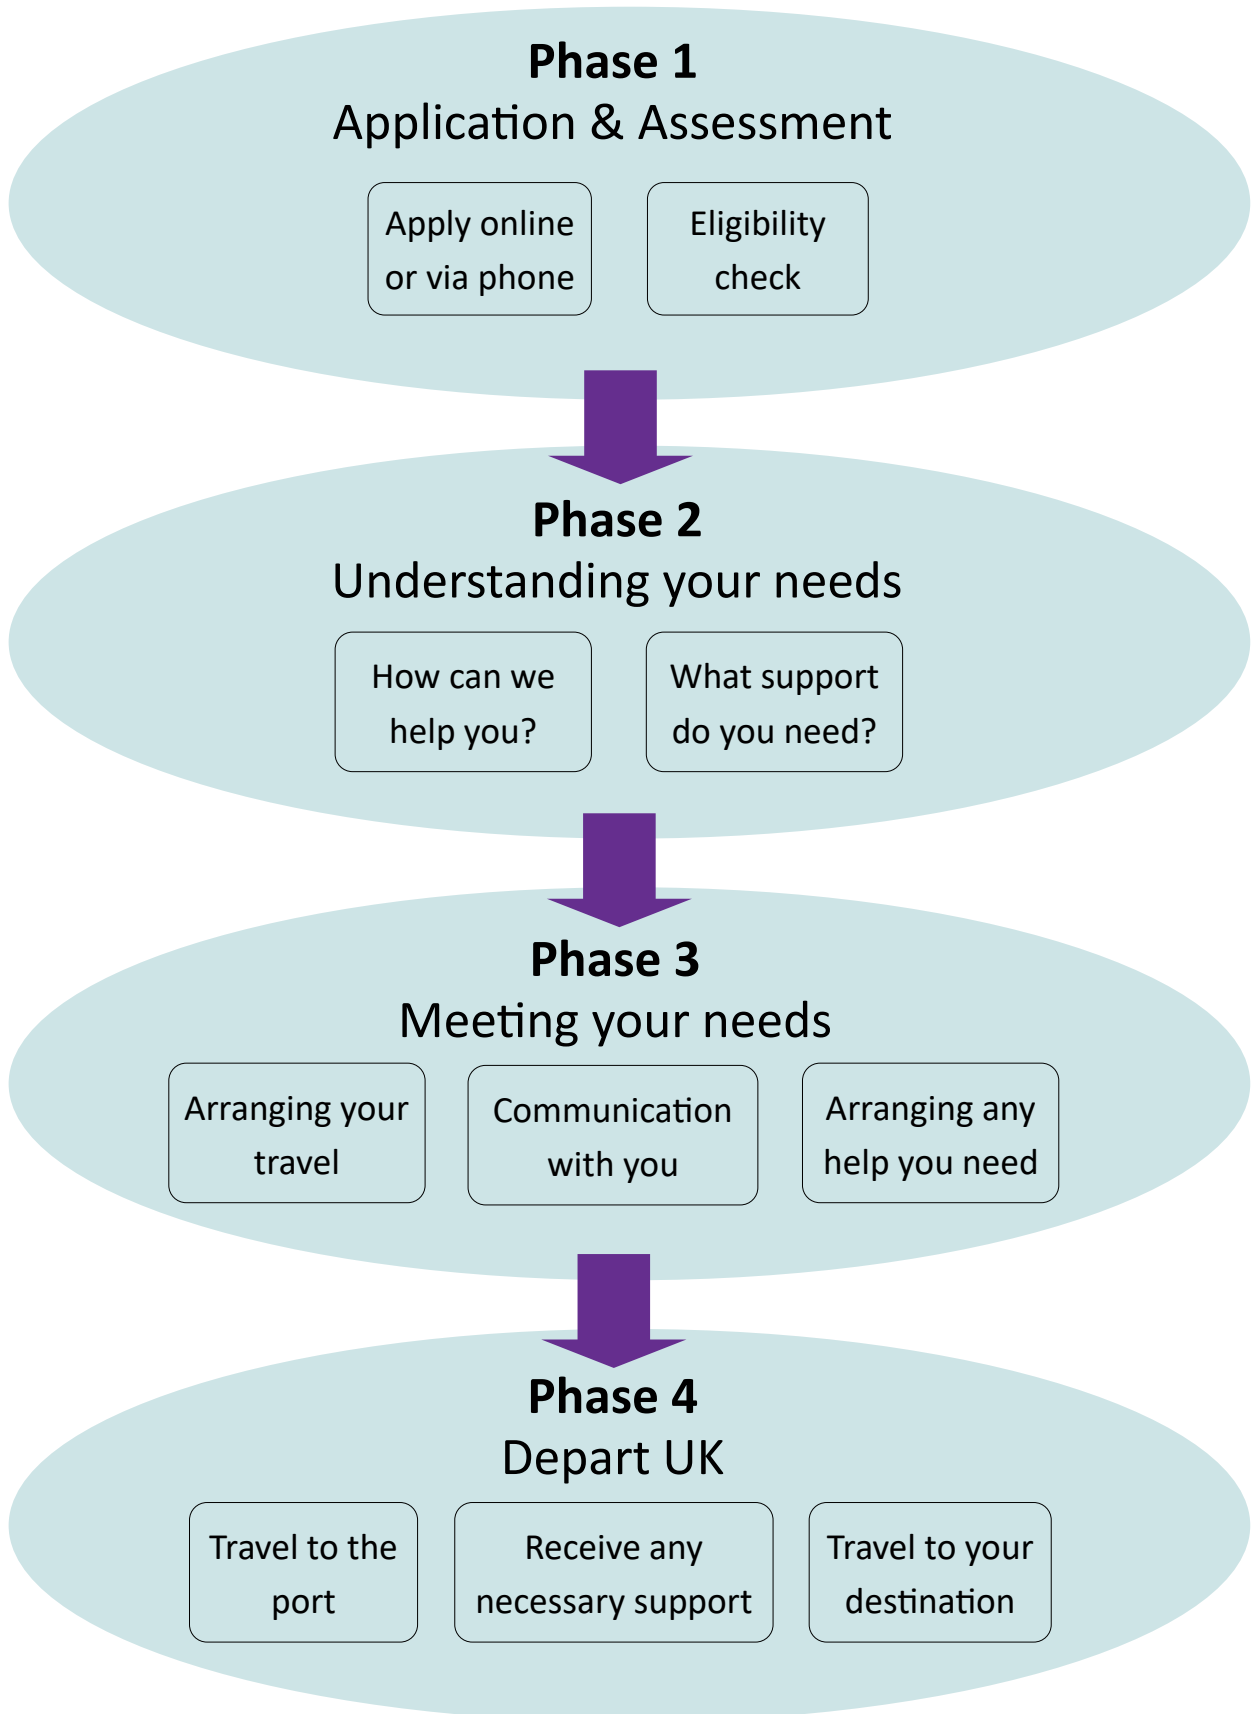 Phase 1
Application & Assessment
Apply online
or via phone
Eligibility
check
Phase 2
Understanding your needs
How can we
help you?
What support
do you need?
Phase 3
Meeting your needs
Arranging your
travel
Communication
with you
Arranging any
help you need
Phase 4
Depart UK
Travel to the
port
Receive any
necessary support
Travel to your
destination